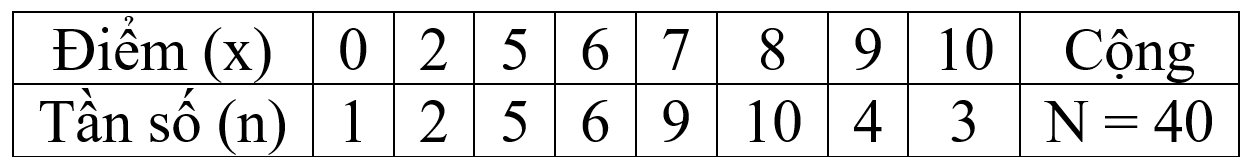 Điểm (x) 0 2 5 6 7 8 9 10 Cộng
Tần số (n) 1 2 5 6 9 10 4 3 N = 40